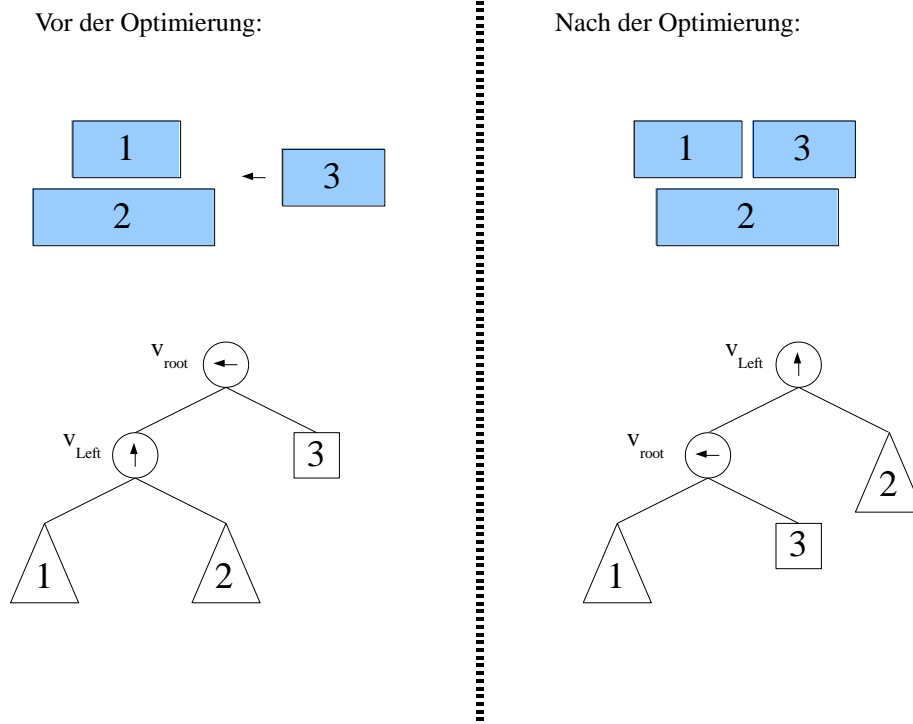 Vor der Optimierung:
1
2
3
v root
v Left
3
1
2
Nach der Optimierung:
1
3
2
v Left
v root
2
3
1